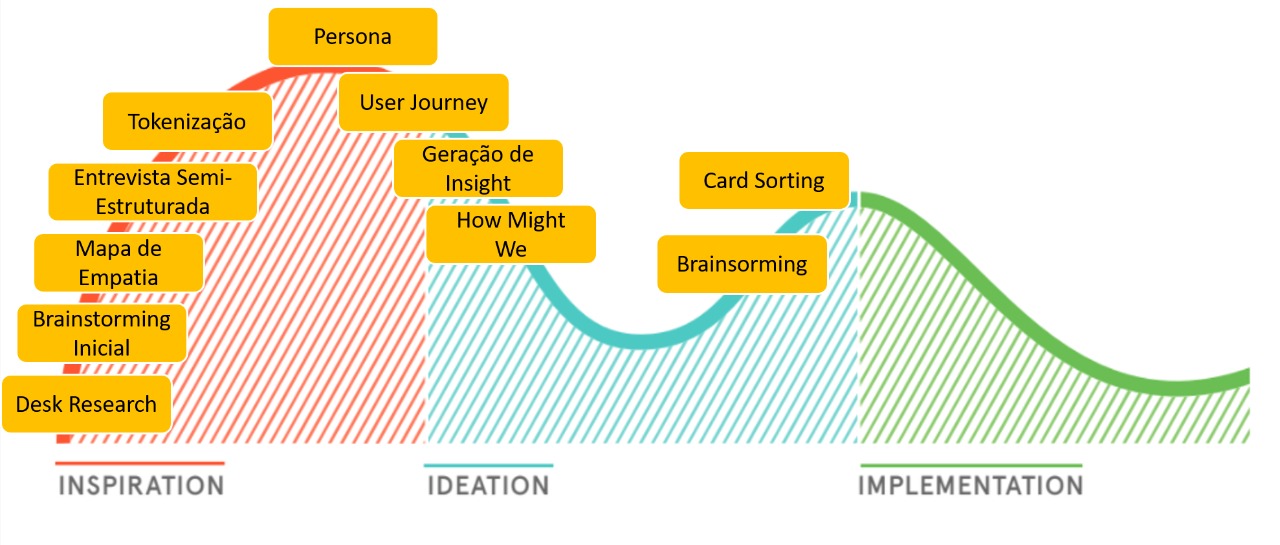 Persona
User Journey
Tokenização
Geração de
Insight
Entrevista Semi-
Estruturada
How Might
We
Mapa de
Empatia
Brainstorming
Inicial
Desk Research
Card Sorting
Brainsorming
INSPIRATION
IDEATION
IMPLEMENTATION